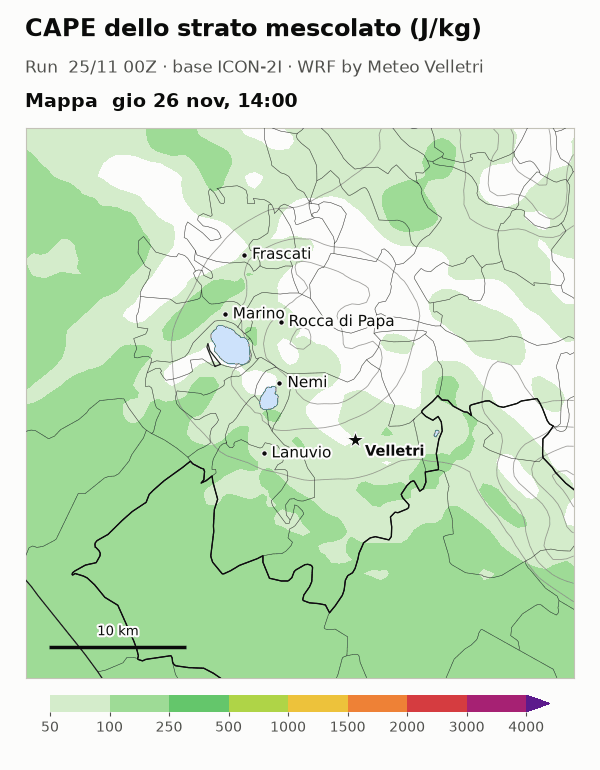 CAPE dello strato mescolato (J/kg)
Run  25/11 00Z · base ICON-2I · WRF by Meteo Velletri
Mappa  gio 26 nov, 14:00
Frascati
Marino
Rocca di Papa
Nemi
Velletri
Lanuvio
10 km
50 100 250 500 1000 1500 2000 3000 4000